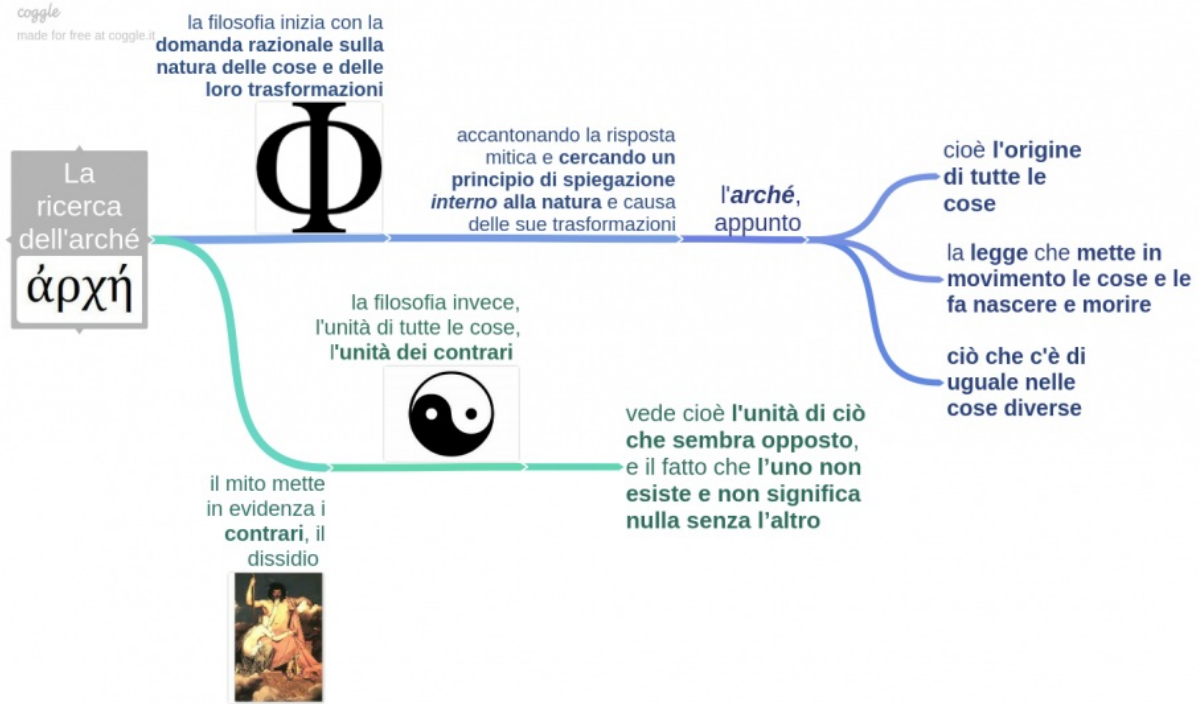 coggle
made for free at coggle.it
la filosofia inizia con la
domanda razionale sulla
natura delle cose e delle
loro trasformazioni
Φ
accantonando la risposta
mitica e cercando un
principio di spiegazione
interno alla natura e causa
delle sue trasformazioni
l'arché,
appunto
cioè l'origine
di tutte le
cose
la legge che mette in
movimento le cose e le
fa nascere e morire
ciò che c'è di
uguale nelle
cose diverse
La
ricerca
dell'arché
ἀρχή
la filosofia invece,
l'unità di tutte le cose,
l'unità dei contrari
vede cioè l'unità di ciò
che sembra opposto,
e il fatto che l’uno non
esiste e non significa
nulla senza l’altro
il mito mette
in evidenza i
contrari, il
dissidio